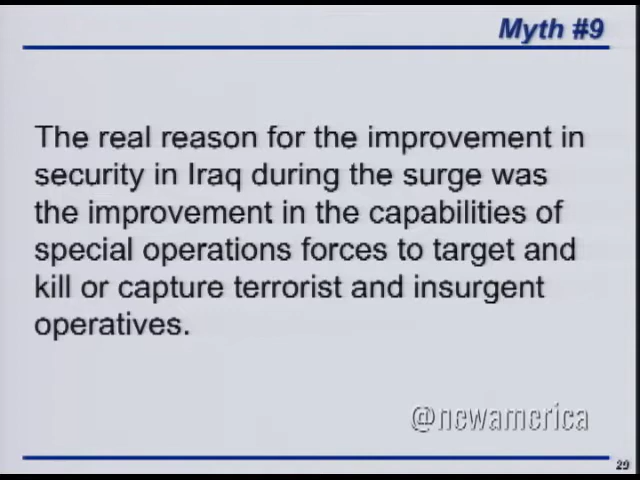 Myth #9
The real reason for the improvement in
security in Iraq during the surge was
the improvement in the capabilities of
special operations forces to target and
kill or capture terrorist and insurgent
operatives.
@newamerica
29